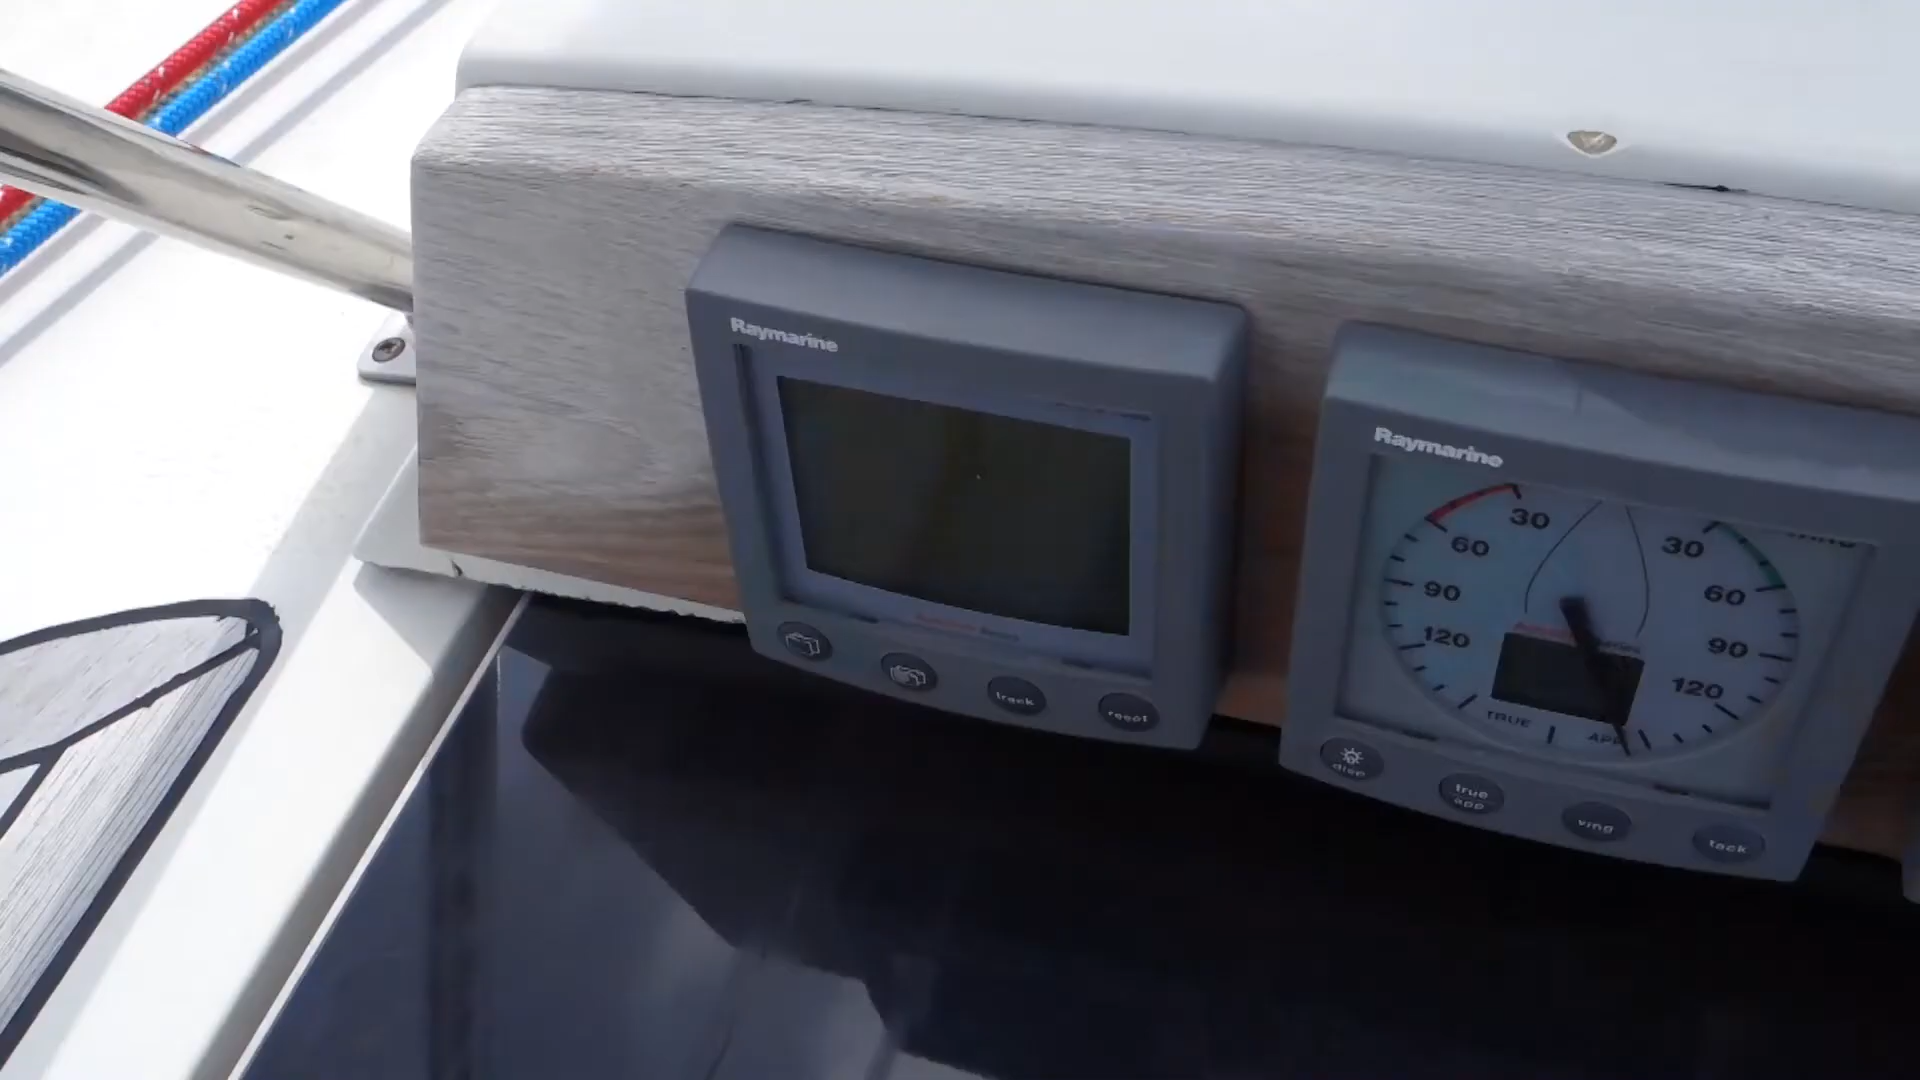 Raymarine
track
reset
Raymarine
30
30
60
60
90
90
120
120
TRUE
APP
disp
true
app
vmg
tack